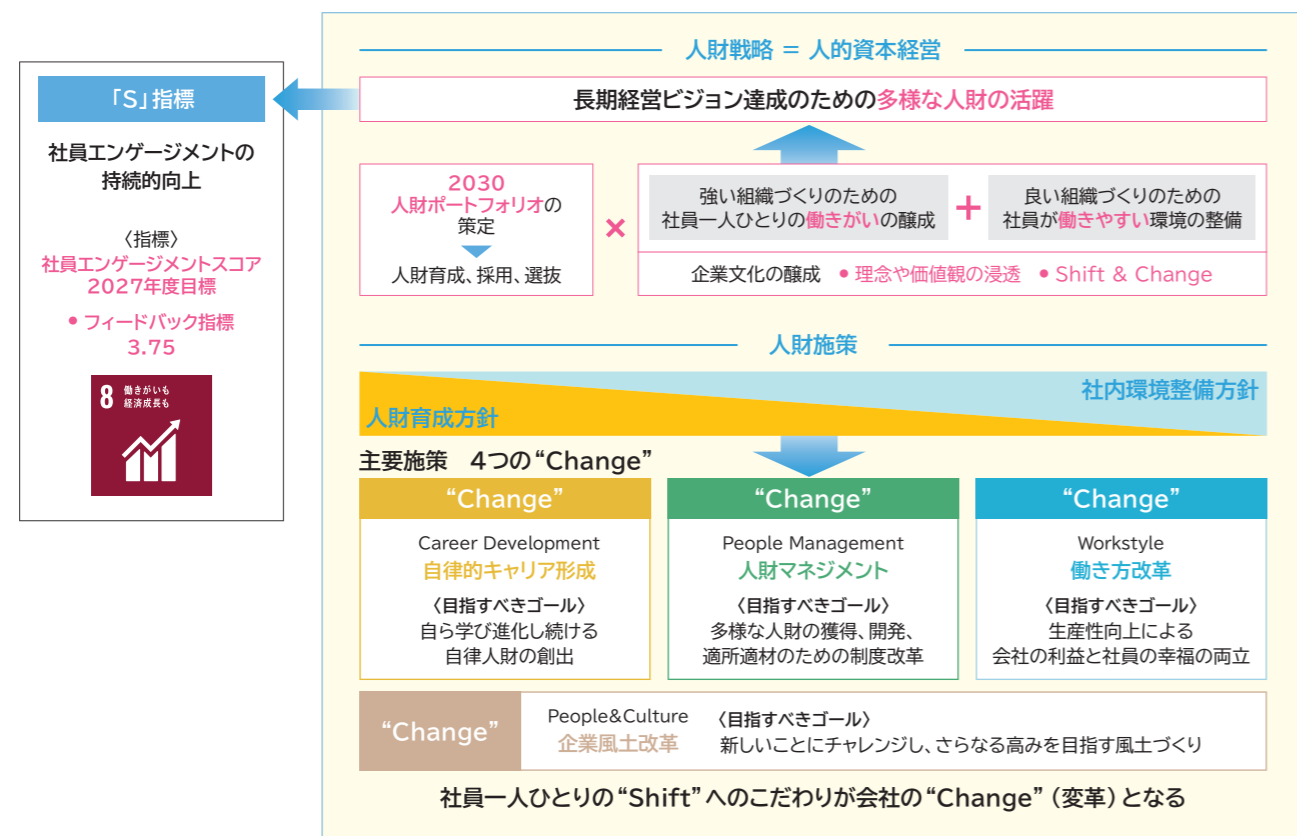 人財戦略 = 人的資本経営
「S」指標
長期経営ビジョン達成のための多様な人財の活躍
社員エンゲージメントの
持続的向上
〈指標〉
社員エンゲージメントスコア
2027年度目標
• フィードバック指標
3.75
8 働きがいも
経済成長も
2030
人財ポートフォリオの
策定
人財育成、採用、選抜
×
強い組織づくりのための
社員一人ひとりの働きがいの醸成
+
良い組織づくりのための
社員が働きやすい環境の整備
企業文化の醸成 • 理念や価値観の浸透 • Shift & Change
人財施策
社内環境整備方針
人財育成方針
主要施策 4つの“Change”
“Change”
Career Development
自律的キャリア形成
〈目指すべきゴール〉
自ら学び進化し続ける
自律人財の創出
“Change”
People Management
人財マネジメント
〈目指すべきゴール〉
多様な人財の獲得、開発、
適所適材のための制度改革
“Change”
Workstyle
働き方改革
〈目指すべきゴール〉
生産性向上による
会社の利益と社員の幸福の両立
“Change”
People&Culture
企業風土改革
〈目指すべきゴール〉
新しいことにチャレンジし、さらなる高みを目指す風土づくり
社員一人ひとりの“Shift”へのこだわりが会社の“Change”（変革）となる